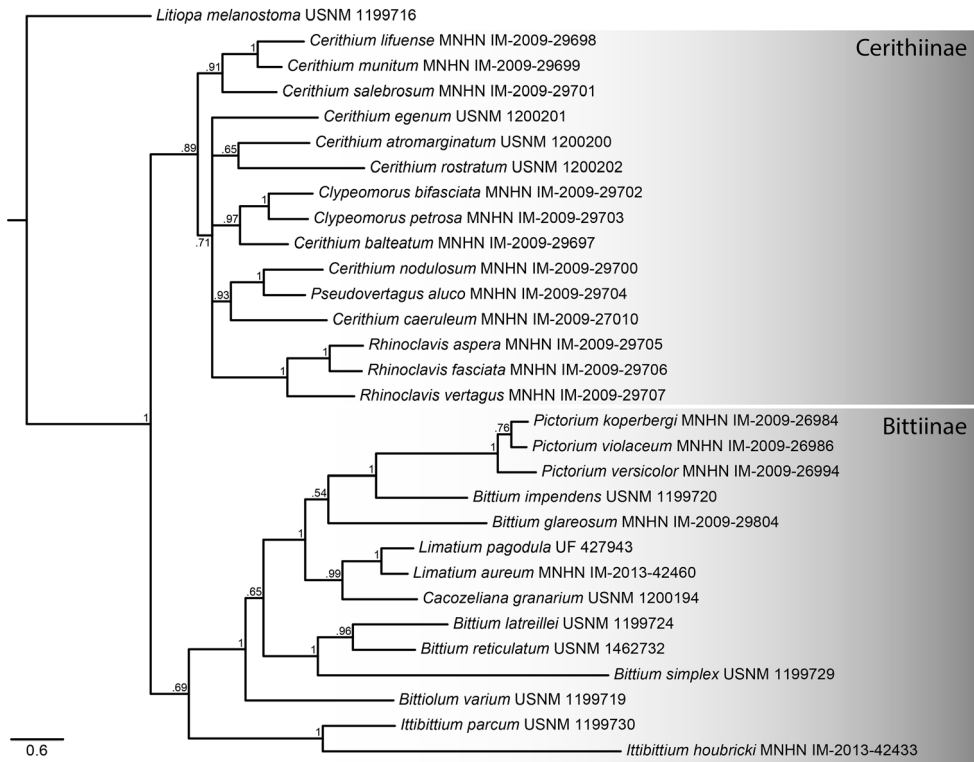 Litiopa melanostoma USNM 1199716
Cerithiinae
Cerithium lifuense MNHN IM-2009-29698
1
Cerithium munitum MNHN IM-2009-29699
.91
Cerithium salebrosum MNHN IM-2009-29701
Cerithium egenum USNM 1200201
Cerithium atromarginatum USNM 1200200
.89
.65
Cerithium rostratum USNM 1200202
Clypeomorus bifasciata MNHN IM-2009-29702
1
Clypeomorus petrosa MNHN IM-2009-29703
.97
.71
Cerithium balteatum MNHN IM-2009-29697
Cerithium nodulosum MNHN IM-2009-29700
1
Pseudovertagus aluco MNHN IM-2009-29704
.93
Cerithium caeruleum MNHN IM-2009-27010
Rhinoclavis aspera MNHN IM-2009-29705
1
Rhinoclavis fasciata MNHN IM-2009-29706
1
Rhinoclavis vertagus MNHN IM-2009-29707
1
Bittiinae
Pictorium koperbergi MNHN IM-2009-26984
.76
Pictorium violaceum MNHN IM-2009-26986
1
Pictorium versicolor MNHN IM-2009-26994
1
Bittium impendens USNM 1199720
.54
Bittium glareosum MNHN IM-2009-29804
1
Limatium pagodula UF 427943
1
Limatium aureum MNHN IM-2013-42460
.99
Cacozeliana granarium USNM 1200194
.65
Bittium latreillei USNM 1199724
.96
Bittium reticulatum USNM 1462732
1
1
Bittium simplex USNM 1199729
.69
Bittiolum varium USNM 1199719
Ittibittium parcum USNM 1199730
1
Ittibittium houbricki MNHN IM-2013-42433
0.6